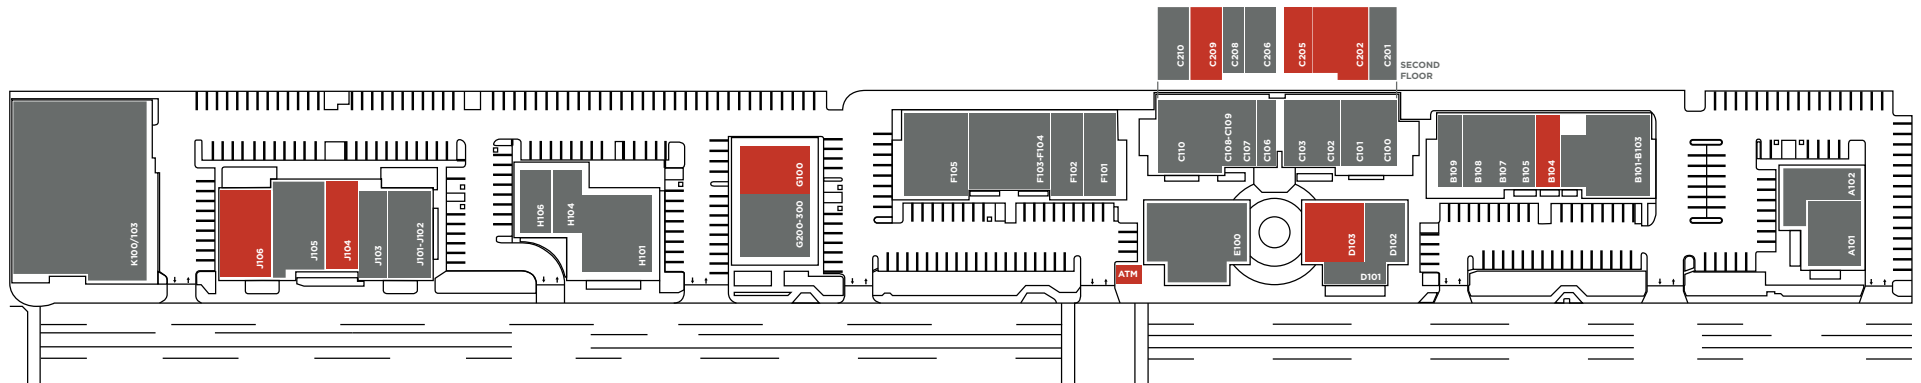 C210
C209
C208
C206
C205
C202
C201
SECOND
FLOOR
K100/103
J106
J105
J104
J103
J101-J102
H106
H104
H101
G100
G200-300
F105
F103-F104
F102
F101
C110
C108-C109
C107
C106
C103
C102
C101
C100
B109
B108
B107
B105
B104
B101-B103
A102
A101
E100
D103
D102
D101
ATM